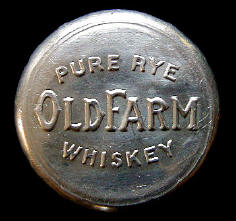 PURE RYE
OLD FARM
WHISKEY